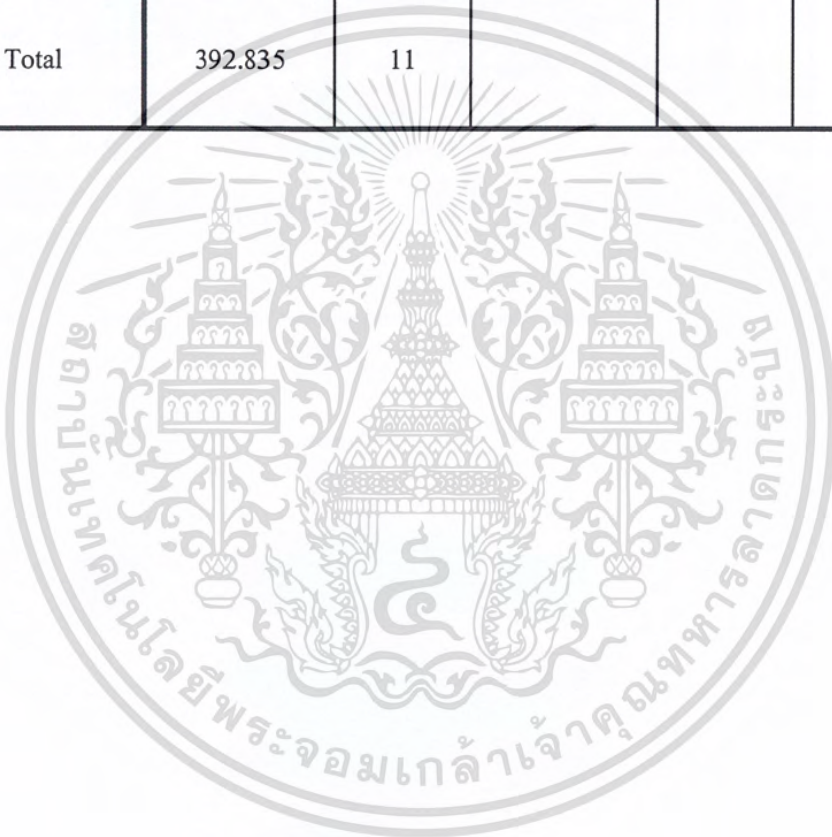 Total 392.835 11
สถาบันเทคโนโลยีพระจอมเกล้าเจ้าคุณทหารลาดกระบัง